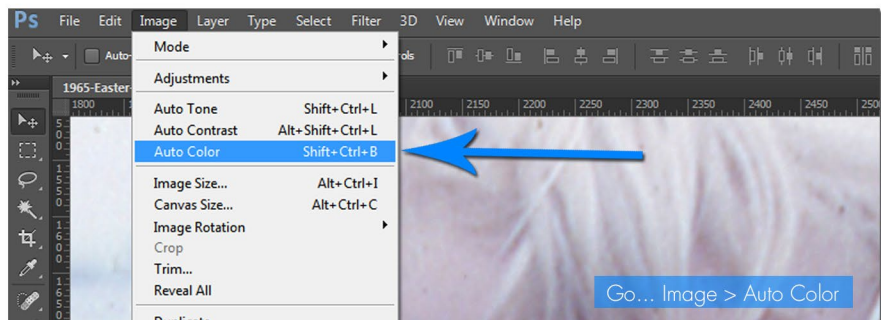 Ps File Edit Image Layer Type Select Filter 3D View Window Help
Auto-
ols
1965-Easter-
Mode
Adjustments
Auto Tone Shift+Ctrl+L
Auto Contrast Alt+Shift+Ctrl+L
Auto Color Shift+Ctrl+B
Image Size... Alt+Ctrl+I
Canvas Size... Alt+Ctrl+C
Image Rotation
Crop
Trim...
Reveal All
1800
2100 2150 2200 2250 2300 2350 2400 2450 250
Go... Image > Auto Color